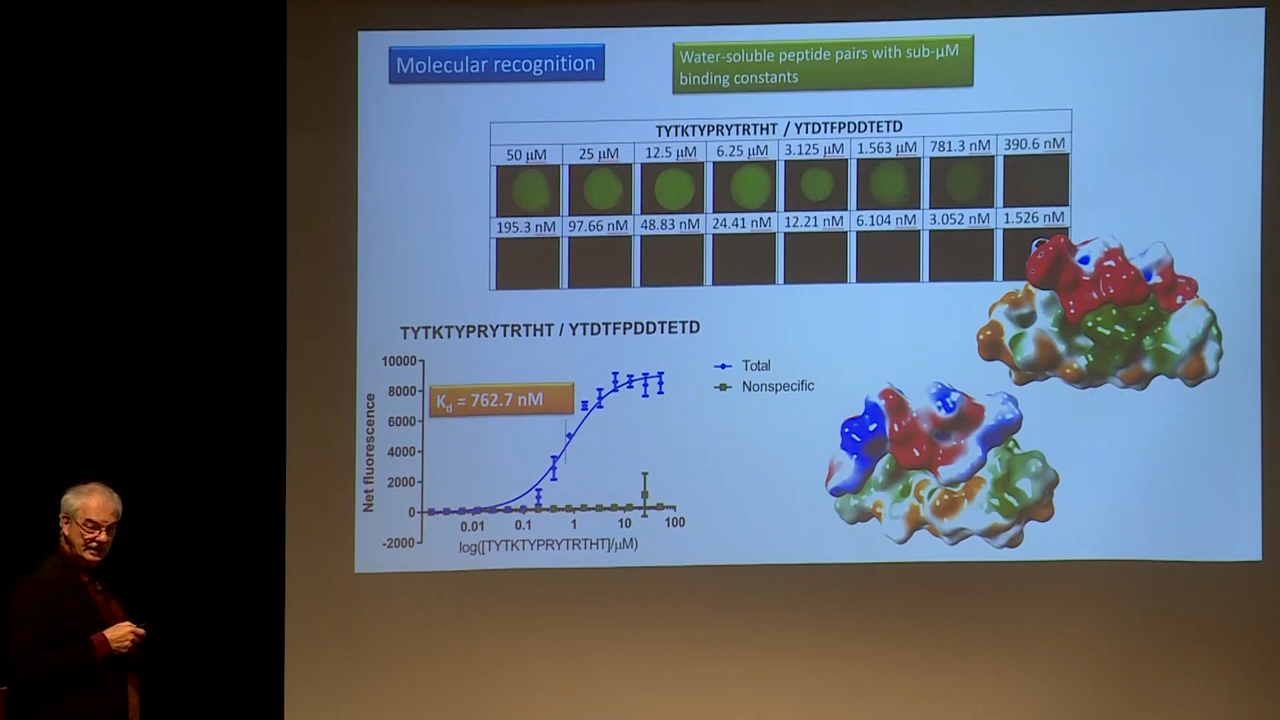 Molecular recognition
Water-soluble peptide pairs with sub-μM
binding constants
TYTKTYPRYTRTHT / YTDTFPDDTETD
50 μM 25 μM 12.5 μM 6.25 μM 3.125 μM 1.563 μM 781.3 nM 390.6 nM
195.3 nM 97.66 nM 48.83 nM 24.41 nM 12.21 nM 6.104 nM 3.052 nM 1.526 nM
TYTKTYPRYTRTHT / YTDTFPDDTETD
10000
8000
6000
4000
2000
0
-2000
Net fluorescence
Kd = 762.7 nM
Total
Nonspecific
0.01 0.1 1 10 100
log([TYTKTYPRYTRTHT]/μM)